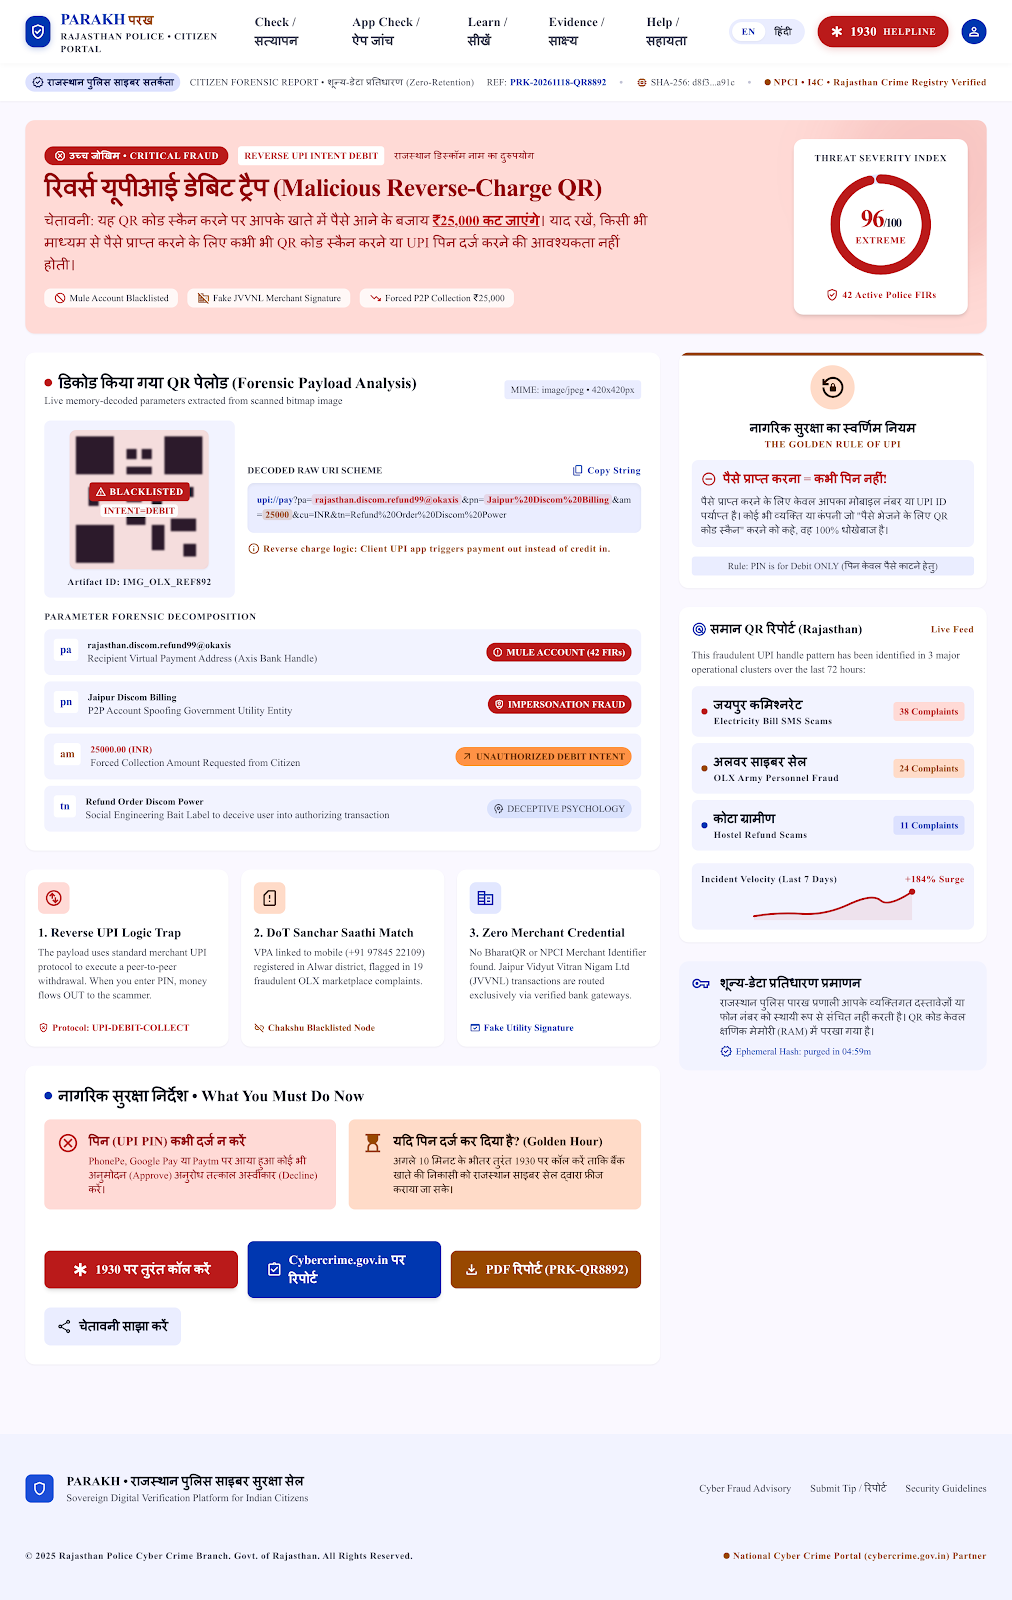 PARAKH परख
RAJASTHAN POLICE • CITIZEN
PORTAL
Check /
सत्यापन
App Check /
ऐप जांच
Learn /
सीखें
Evidence /
साक्ष्य
Help /
सहायता
EN हिंदी
1930 HELPLINE
राजस्थान पुलिस साइबर सतर्कता
CITIZEN FORENSIC REPORT • शून्य-डेटा प्रतिधारण (Zero-Retention)
REF: PRK-20261118-QR8892
SHA-256: d8f3...a91c
NPCI • I4C • Rajasthan Crime Registry Verified
उच्च जोखिम • CRITICAL FRAUD
REVERSE UPI INTENT DEBIT
राजस्थान डिस्कॉम नाम का दुरुपयोग
रिवर्स यूपीआई डेबिट ट्रैप (Malicious Reverse-Charge QR)
चेतावनी: यह QR कोड स्कैन करने पर आपके खाते में पैसे आने के बजाय ₹25,000 कट जाएंगे। याद रखें, किसी भी
माध्यम से पैसे प्राप्त करने के लिए कभी भी QR कोड स्कैन करने या UPI पिन दर्ज करने की आवश्यकता नहीं
होती।
Mule Account Blacklisted
Fake JVVNL Merchant Signature
Forced P2P Collection ₹25,000
THREAT SEVERITY INDEX
96/100
EXTREME
42 Active Police FIRs
डिकोड किया गया QR पेलोड (Forensic Payload Analysis)
Live memory-decoded parameters extracted from scanned bitmap image
MIME: image/jpeg • 420x420px
BLACKLISTED
INTENT=DEBIT
Artifact ID: IMG_OLX_REF892
DECODED RAW URI SCHEME
Copy String
upi://pay?pa= rajasthan.discom.refund99@okaxis &pn= Jaipur%20Discom%20Billing &am
= 25000 &cu=INR&tn=Refund%20Order%20Discom%20Power
Reverse charge logic: Client UPI app triggers payment out instead of credit in.
PARAMETER FORENSIC DECOMPOSITION
pa
rajasthan.discom.refund99@okaxis
Recipient Virtual Payment Address (Axis Bank Handle)
MULE ACCOUNT (42 FIRs)
pn
Jaipur Discom Billing
P2P Account Spoofing Government Utility Entity
IMPERSONATION FRAUD
am
25000.00 (INR)
Forced Collection Amount Requested from Citizen
UNAUTHORIZED DEBIT INTENT
tn
Refund Order Discom Power
Social Engineering Bait Label to deceive user into authorizing transaction
DECEPTIVE PSYCHOLOGY
1. Reverse UPI Logic Trap
The payload uses standard merchant UPI
protocol to execute a peer-to-peer
withdrawal. When you enter PIN, money
flows OUT to the scammer.
Protocol: UPI-DEBIT-COLLECT
2. DoT Sanchar Saathi Match
VPA linked to mobile (+91 97845 22109)
registered in Alwar district, flagged in 19
fraudulent OLX marketplace complaints.
Chakshu Blacklisted Node
3. Zero Merchant Credential
No BharatQR or NPCI Merchant Identifier
found. Jaipur Vidyut Vitran Nigam Ltd
(JVVNL) transactions are routed
exclusively via verified bank gateways.
Fake Utility Signature
नागरिक सुरक्षा निर्देश • What You Must Do Now
पिन (UPI PIN) कभी दर्ज न करें
PhonePe, Google Pay या Paytm पर आया हुआ कोई भी
अनुमोदन (Approve) अनुरोध तत्काल अस्वीकार (Decline)
करें।
यदि पिन दर्ज कर दिया है? (Golden Hour)
अगले 10 मिनट के भीतर तुरंत 1930 पर कॉल करें ताकि बैंक
खाते की निकासी को राजस्थान साइबर सेल द्वारा फ्रीज
कराया जा सके।
1930 पर तुरंत कॉल करें
Cybercrime.gov.in पर
रिपोर्ट
PDF रिपोर्ट (PRK-QR8892)
चेतावनी साझा करें
नागरिक सुरक्षा का स्वर्णिम नियम
THE GOLDEN RULE OF UPI
पैसे प्राप्त करना = कभी पिन नहीं!
पैसे प्राप्त करने के लिए केवल आपका मोबाइल नंबर या UPI ID
पर्याप्त है। कोई भी व्यक्ति या कंपनी जो "पैसे भेजने के लिए QR
कोड स्कैन" करने को कहे, वह 100% धोखेबाज है।
Rule: PIN is for Debit ONLY (पिन केवल पैसे काटने हेतु)
समान QR रिपोर्ट (Rajasthan)
Live Feed
This fraudulent UPI handle pattern has been identified in 3 major
operational clusters over the last 72 hours:
जयपुर कमिश्नरेट
Electricity Bill SMS Scams
38 Complaints
अलवर साइबर सेल
OLX Army Personnel Fraud
24 Complaints
कोटा ग्रामीण
Hostel Refund Scams
11 Complaints
Incident Velocity (Last 7 Days)
+184% Surge
शून्य-डेटा प्रतिधारण प्रमाणन
राजस्थान पुलिस पारख प्रणाली आपके व्यक्तिगत दस्तावेजों या
फोन नंबर को स्थायी रूप से संचित नहीं करती है। QR कोड केवल
क्षणिक मेमोरी (RAM) में परखा गया है।
Ephemeral Hash: purged in 04:59m
PARAKH • राजस्थान पुलिस साइबर सुरक्षा सेल
Sovereign Digital Verification Platform for Indian Citizens
Cyber Fraud Advisory
Submit Tip / रिपोर्ट
Security Guidelines
© 2025 Rajasthan Police Cyber Crime Branch. Govt. of Rajasthan. All Rights Reserved.
National Cyber Crime Portal (cybercrime.gov.in) Partner